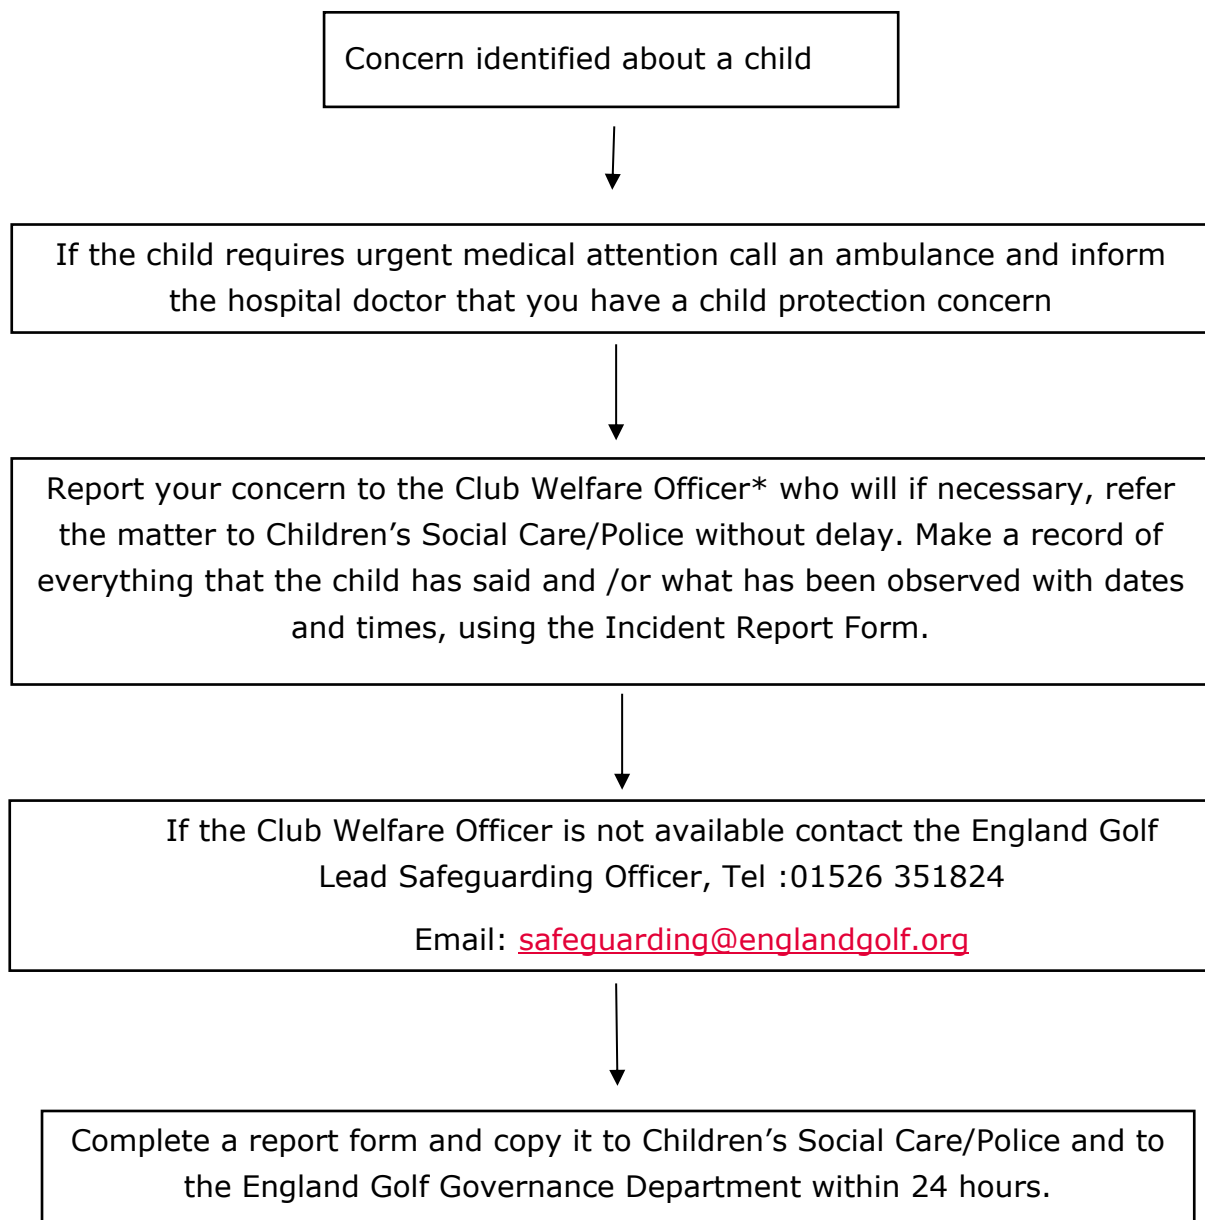 Concern identified about a child
If the child requires urgent medical attention call an ambulance and inform
the hospital doctor that you have a child protection concern
Report your concern to the Club Welfare Officer* who will if necessary, refer
the matter to Children’s Social Care/Police without delay. Make a record of
everything that the child has said and /or what has been observed with dates
and times, using the Incident Report Form.
If the Club Welfare Officer is not available contact the England Golf
Lead Safeguarding Officer, Tel :01526 351824
Email: safeguarding@englandgolf.org
Complete a report form and copy it to Children’s Social Care/Police and to
the England Golf Governance Department within 24 hours.